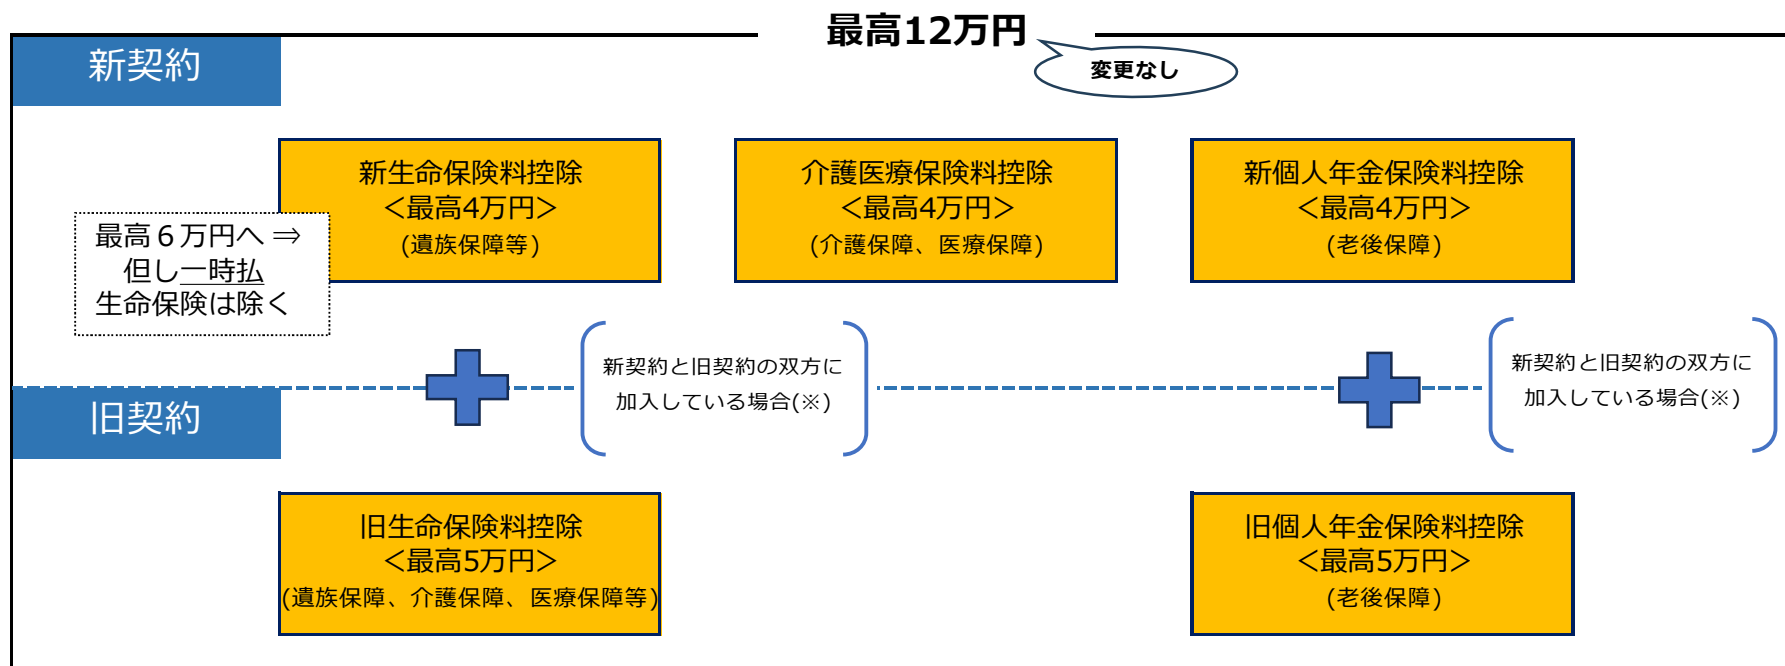 最高12万円
変更なし
新契約
新生命保険料控除
＜最高4万円＞
(遺族保障等)
介護医療保険料控除
＜最高4万円＞
(介護保障、医療保障)
新個人年金保険料控除
＜最高4万円＞
(老後保障)
最高６万円へ ⇒
但し一時払
生命保険は除く
新契約と旧契約の双方に
加入している場合(※)
新契約と旧契約の双方に
加入している場合(※)
旧契約
旧生命保険料控除
＜最高5万円＞
(遺族保障、介護保障、医療保障等)
旧個人年金保険料控除
＜最高5万円＞
(老後保障)